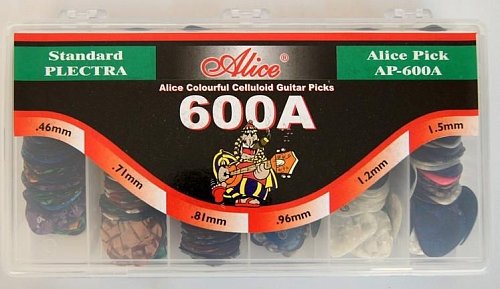 Standard
PLECTRA
Alice®
Alice Pick
AP-600A
Alice Colourful Celluloid Guitar Picks
600A
.46mm
.71mm
.81mm
.96mm
1.2mm
1.5mm